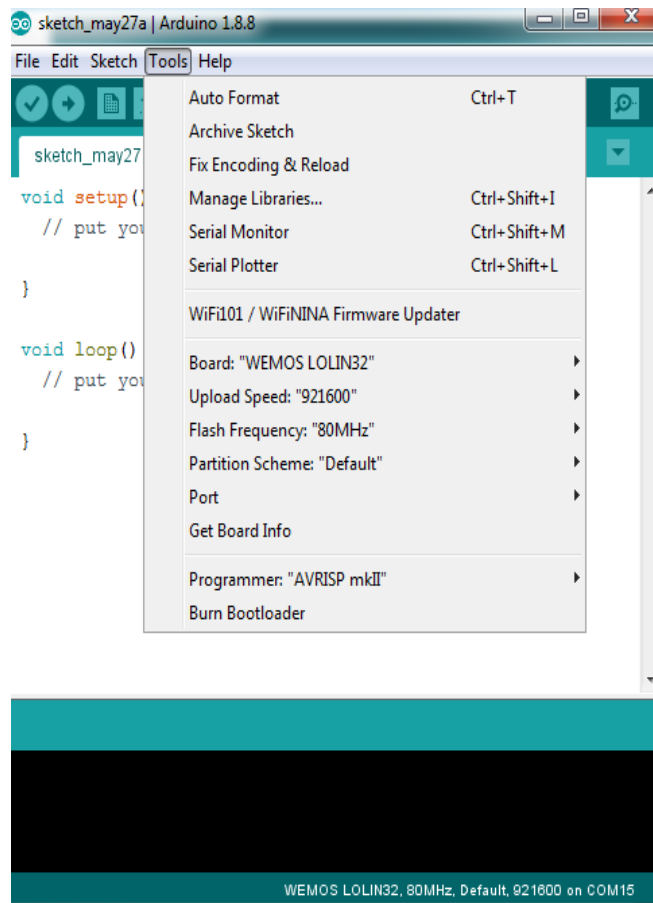 sketch_may27a | Arduino 1.8.8
File Edit Sketch Tools Help
Auto Format Ctrl+T
Archive Sketch
sketch_may27
Fix Encoding & Reload
void setup()
Manage Libraries... Ctrl+Shift+I
// put you
Serial Monitor Ctrl+Shift+M
Serial Plotter Ctrl+Shift+L
}
WiFi101 / WiFiNINA Firmware Updater
void loop()
Board: "WEMOS LOLIN32"
// put you
Upload Speed: "921600"
Flash Frequency: "80MHz"
}
Partition Scheme: "Default"
Port
Get Board Info
Programmer: "AVRISP mkII"
Burn Bootloader
WEMOS LOLIN32, 80MHz, Default, 921600 on COM15